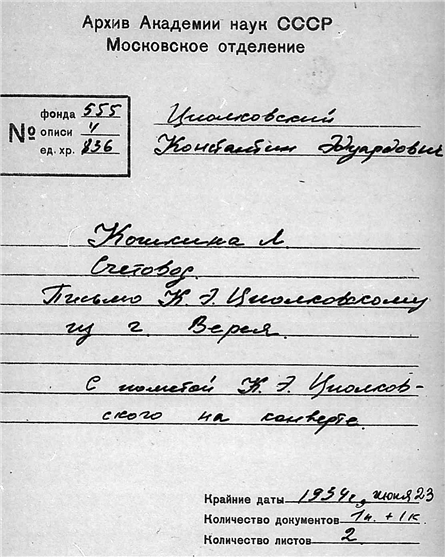 Архив Академии наук СССР
Московское отделение
№
фонда 555
описи 4
ед. хр. 836
Циолковский
Константин Эдуардович
Кошкина Л.
Счетовод.
Письмо К. Э. Циолковскому
из г. Верея.
С пометой К. Э. Циолков-
ского на конверте.
Крайние даты 1934г., июня 23
Количество документов 1п. + 1к.
Количество листов 2